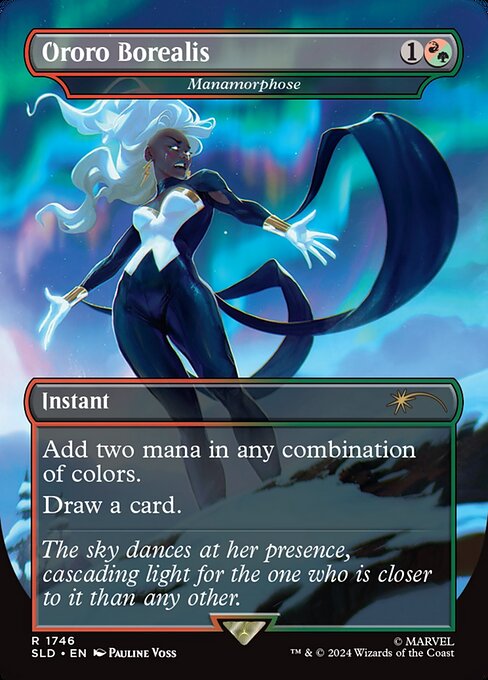 Ororo Borealis 1
Manamorphose
Instant
Add two mana in any combination
of colors.
Draw a card.
The sky dances at her presence,
cascading light for the one who is closer
to it than any other.
R 1746
SLD • EN Pauline Voss
© MARVEL
™ & © 2024 Wizards of the Coast